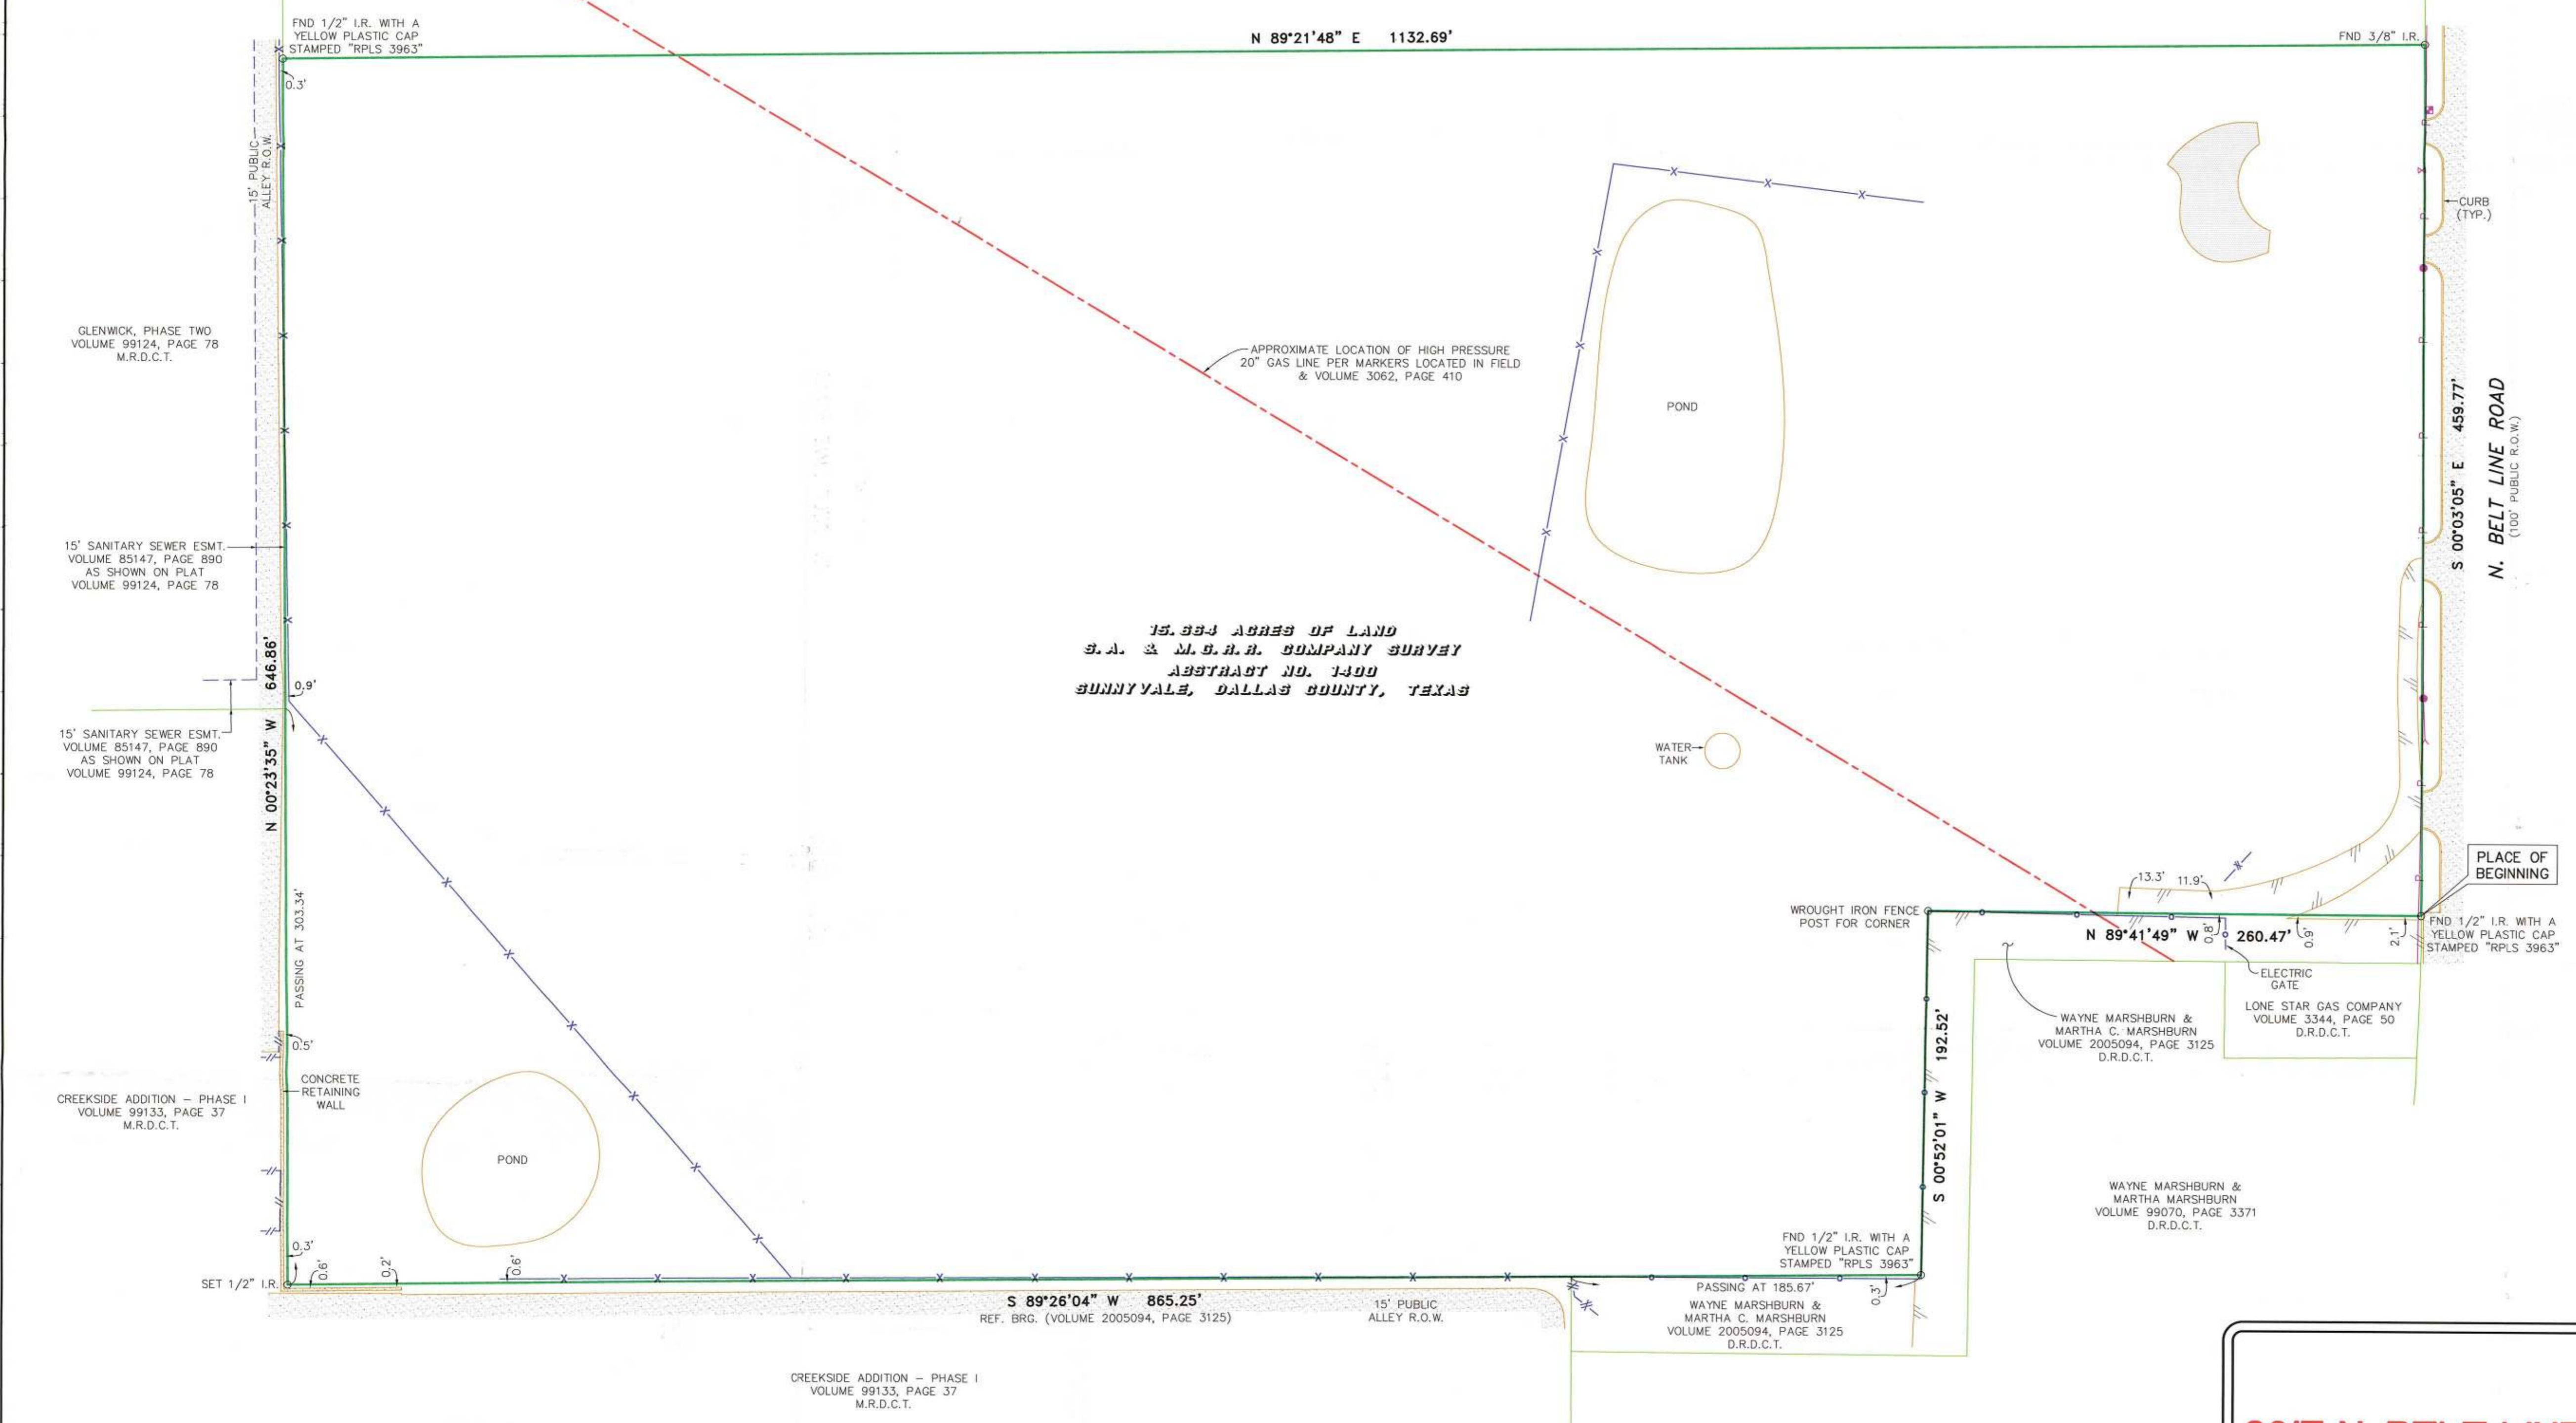 FND 1/2" I.R. WITH A
YELLOW PLASTIC CAP
STAMPED "RPLS 3963"
N 89°21'48" E 1132.69'
FND 3/8" I.R.
0.3'
15' PUBLIC
ALLEY R.O.W.
CURB
(TYP.)
GLENWICK, PHASE TWO
VOLUME 99124, PAGE 78
M.R.D.C.T.
APPROXIMATE LOCATION OF HIGH PRESSURE
20" GAS LINE PER MARKERS LOCATED IN FIELD
& VOLUME 3062, PAGE 410
POND
S 00°03'05" E 459.77'
N. BELT LINE ROAD
(100' PUBLIC R.O.W.)
15' SANITARY SEWER ESMT.
VOLUME 85147, PAGE 890
AS SHOWN ON PLAT
VOLUME 99124, PAGE 78
15.664 ACRES OF LAND
S.A. & M.G.R.R. COMPANY SURVEY
ABSTRACT NO. 1400
SUNNYVALE, DALLAS COUNTY, TEXAS
0.9'
N 00°23'35" W 646.86'
15' SANITARY SEWER ESMT.
VOLUME 85147, PAGE 890
AS SHOWN ON PLAT
VOLUME 99124, PAGE 78
WATER
TANK
PLACE OF
BEGINNING
13.3'
11.9'
WROUGHT IRON FENCE
POST FOR CORNER
N 89°41'49" W 260.47'
0.8'
0.9'
2.1'
FND 1/2" I.R. WITH A
YELLOW PLASTIC CAP
STAMPED "RPLS 3963"
PASSING AT 303.34'
ELECTRIC
GATE
LONE STAR GAS COMPANY
VOLUME 3344, PAGE 50
D.R.D.C.T.
WAYNE MARSHBURN &
MARTHA C. MARSHBURN
VOLUME 2005094, PAGE 3125
D.R.D.C.T.
0.5'
CONCRETE
RETAINING
WALL
CREEKSIDE ADDITION – PHASE I
VOLUME 99133, PAGE 37
M.R.D.C.T.
POND
S 00°52'01" W 192.52'
WAYNE MARSHBURN &
MARTHA MARSHBURN
VOLUME 99070, PAGE 3371
D.R.D.C.T.
FND 1/2" I.R. WITH A
YELLOW PLASTIC CAP
STAMPED "RPLS 3963"
0.3'
0.6'
0.2'
0.6'
SET 1/2" I.R.
S 89°26'04" W 865.25'
REF. BRG. (VOLUME 2005094, PAGE 3125)
15' PUBLIC
ALLEY R.O.W.
PASSING AT 185.67'
0.3'
WAYNE MARSHBURN &
MARTHA C. MARSHBURN
VOLUME 2005094, PAGE 3125
D.R.D.C.T.
CREEKSIDE ADDITION – PHASE I
VOLUME 99133, PAGE 37
M.R.D.C.T.